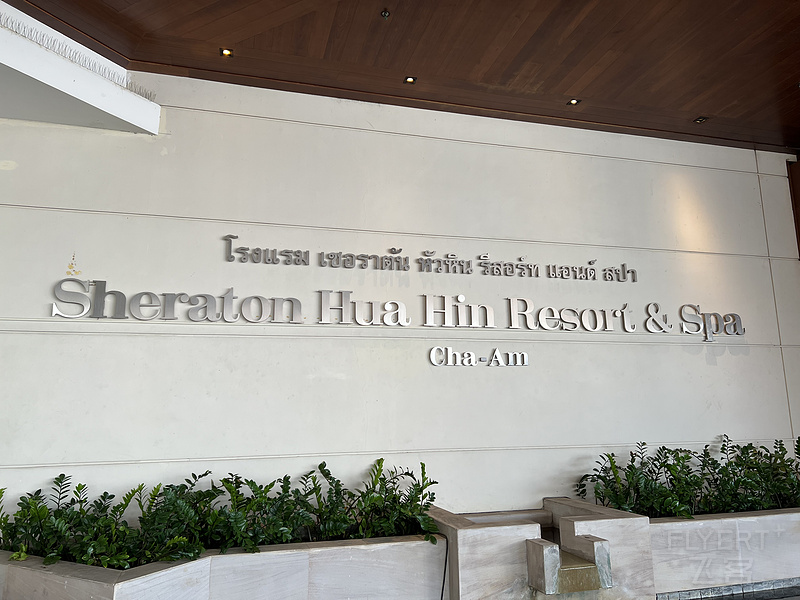 โรงแรม เชอราตัน หัวหิน รีสอร์ท แอนด์ สปา
Sheraton Hua Hin Resort & Spa
Cha-Am
FLYERT